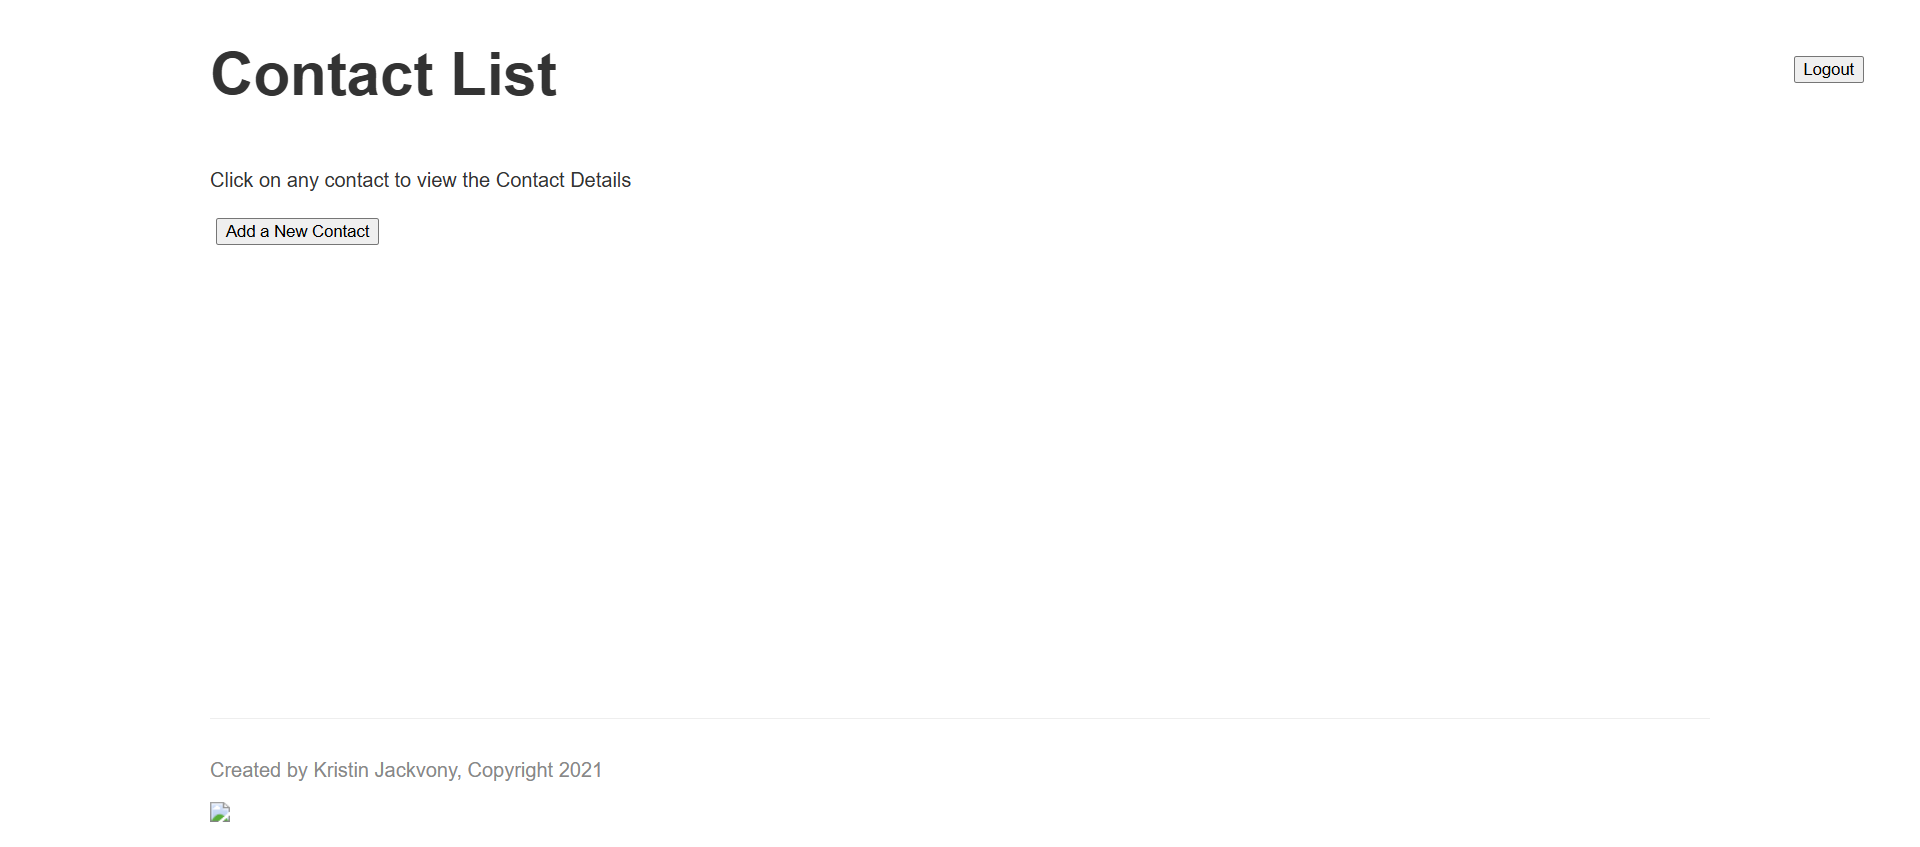 Contact List
Logout
Click on any contact to view the Contact Details
Add a New Contact
Created by Kristin Jackvony, Copyright 2021